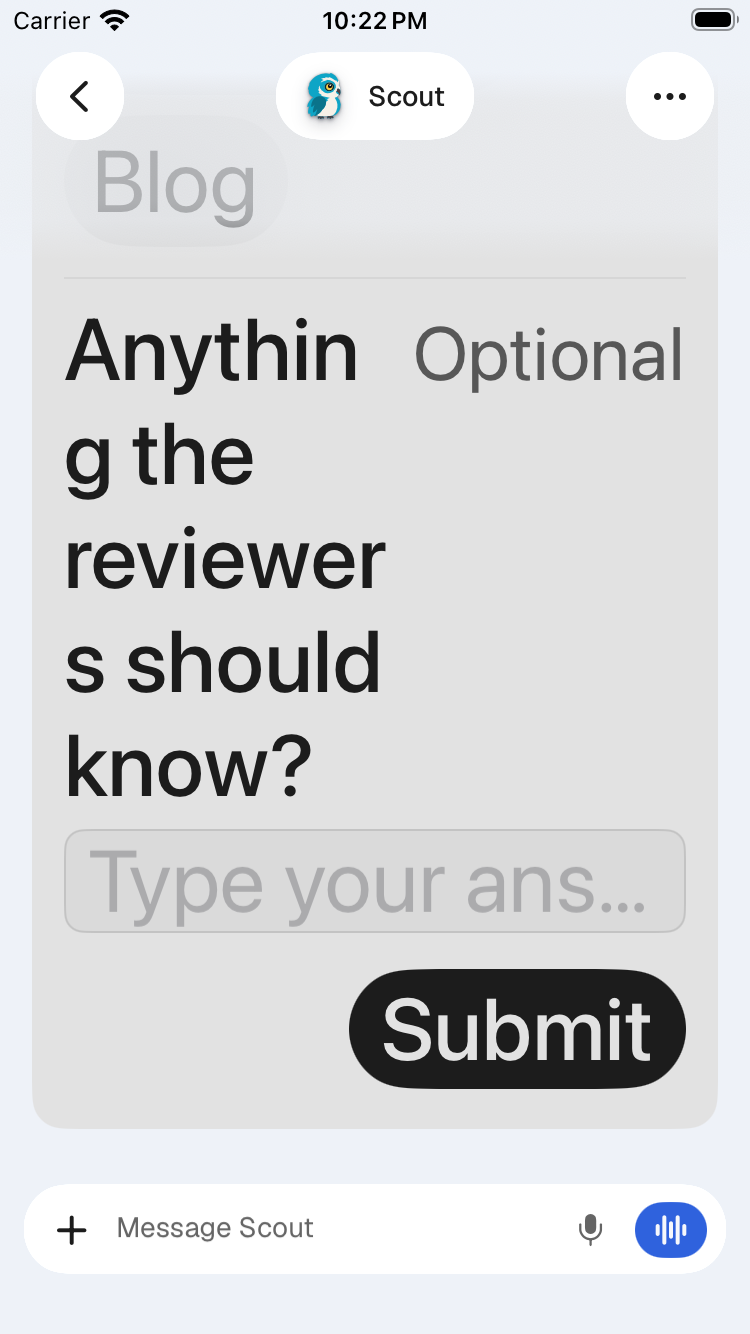 Carrier 10:22 PM
Scout
Blog
Anythin Optional
g the
reviewer
s should
know?
Type your ans...
Submit
Message Scout